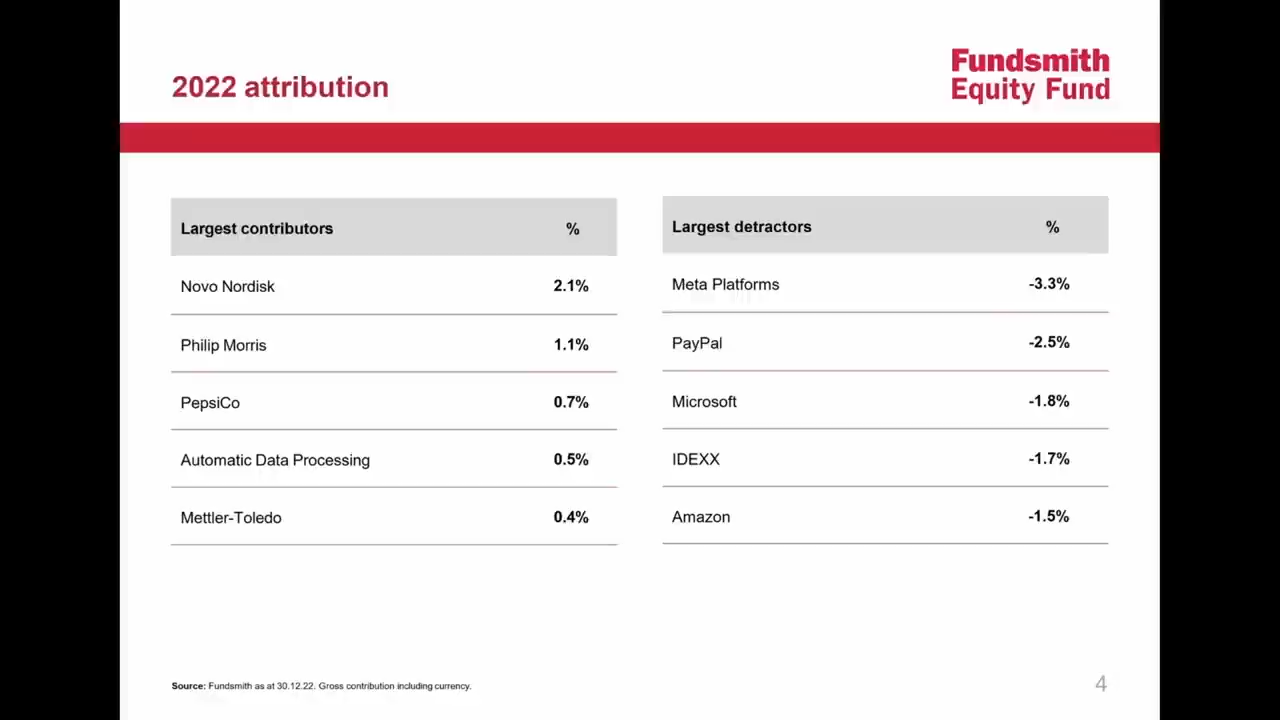 2022 attribution
Fundsmith
Equity Fund
Largest contributors %
Novo Nordisk 2.1%
Philip Morris 1.1%
PepsiCo 0.7%
Automatic Data Processing 0.5%
Mettler-Toledo 0.4%
Largest detractors %
Meta Platforms -3.3%
PayPal -2.5%
Microsoft -1.8%
IDEXX -1.7%
Amazon -1.5%
Source: Fundsmith as at 30.12.22. Gross contribution including currency.
4